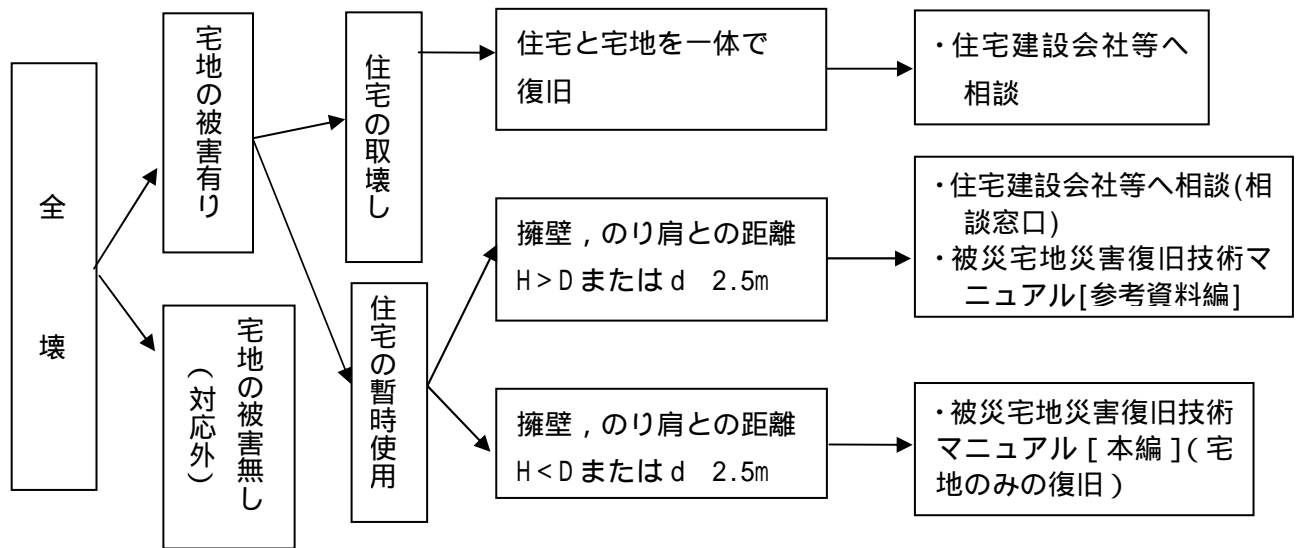 全壊
宅地の被害有り
宅地の被害無し
（対応外）
住宅の取壊し
住宅の暫時使用
住宅と宅地を一体で
復旧
擁壁，のり肩との距離
H>Dまたはd　2.5m
擁壁，のり肩との距離
H<Dまたはd　2.5m
・住宅建設会社等へ
相談
・住宅建設会社等へ相談(相
談窓口)
・被災宅地災害復旧技術マ
ニュアル[参考資料編]
・被災宅地災害復旧技術
マニュアル［本編］(宅
地のみの復旧）